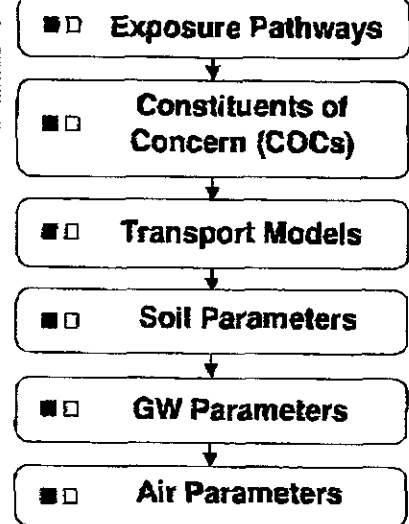 Exposure Pathways
Constituents of
Concern (COCs)
Transport Models
Soil Parameters
GW Parameters
Air Parameters